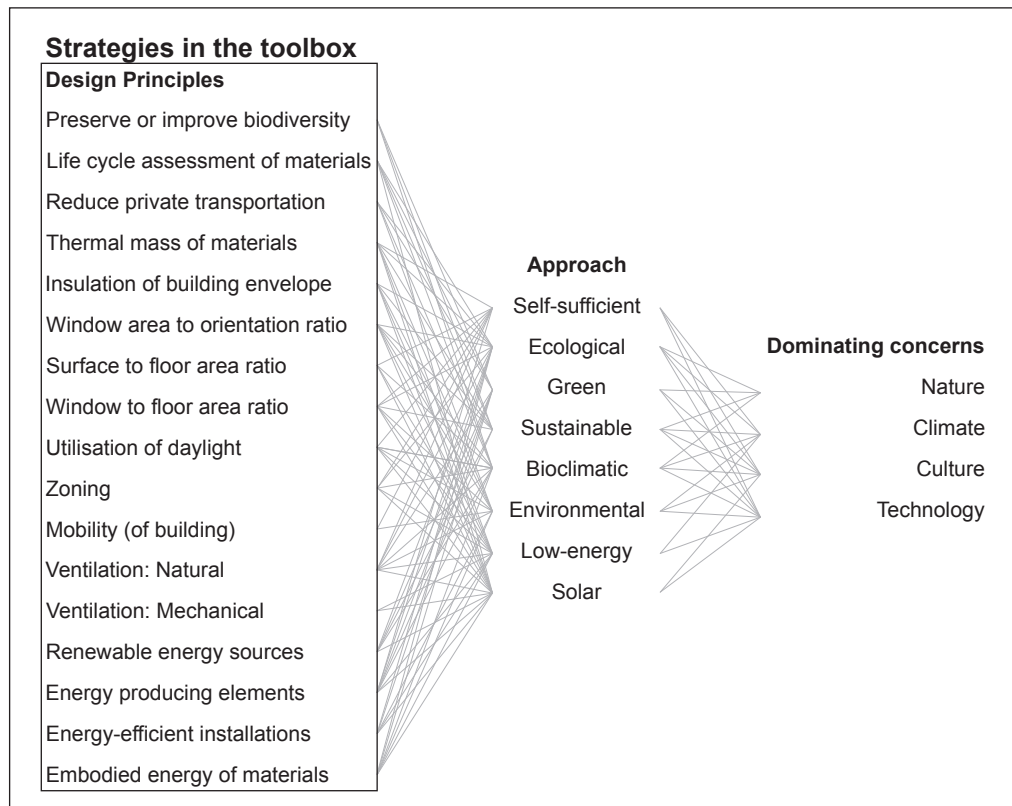 Strategies in the toolbox
Design Principles
Preserve or improve biodiversity
Life cycle assessment of materials
Reduce private transportation
Thermal mass of materials
Insulation of building envelope
Window area to orientation ratio
Surface to floor area ratio
Window to floor area ratio
Utilisation of daylight
Zoning
Mobility (of building)
Ventilation: Natural
Ventilation: Mechanical
Renewable energy sources
Energy producing elements
Energy-efficient installations
Embodied energy of materials
Approach
Self-sufficient
Ecological
Green
Sustainable
Bioclimatic
Environmental
Low-energy
Solar
Dominating concerns
Nature
Climate
Culture
Technology